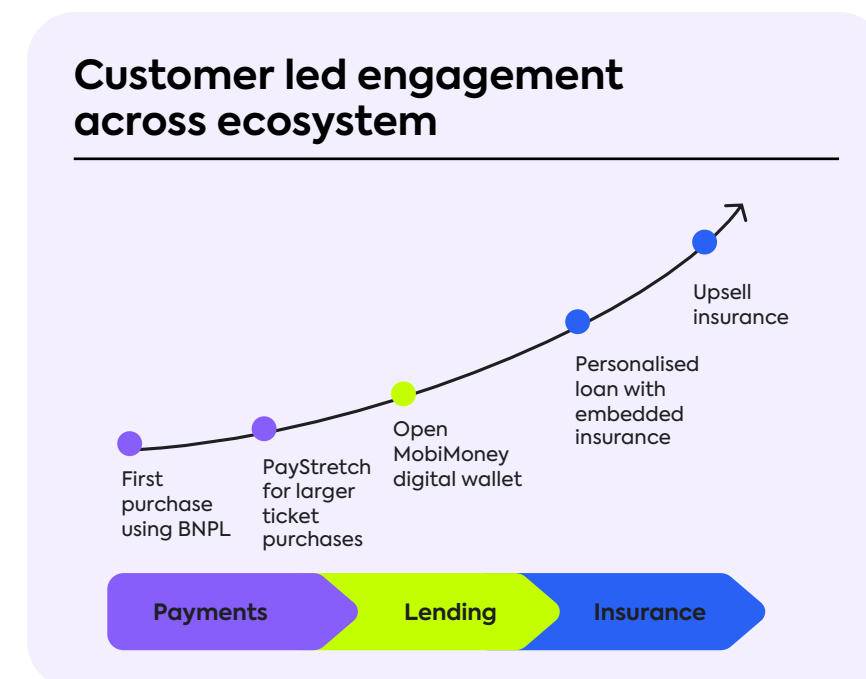 Customer led engagement
across ecosystem
First
purchase
using BNPL
PayStretch
for larger
ticket
purchases
Open
MobiMoney
digital wallet
Personalised
loan with
embedded
insurance
Upsell
insurance
Payments
Lending
Insurance